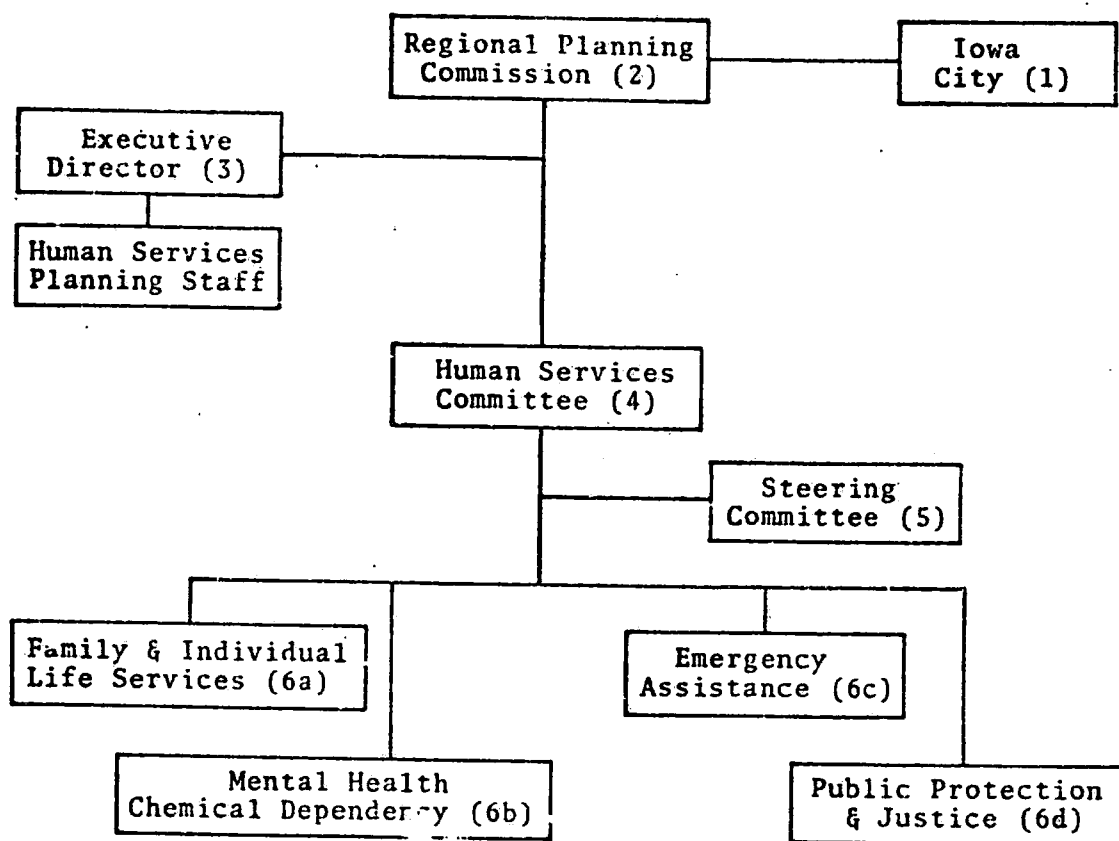 Regional Planning
Commission (2)
Iowa
City (1)
Executive
Director (3)
Human Services
Planning Staff
Human Services
Committee (4)
Steering
Committee (5)
Family & Individual
Life Services (6a)
Emergency
Assistance (6c)
Mental Health
Chemical Dependency (6b)
Public Protection
& Justice (6d)